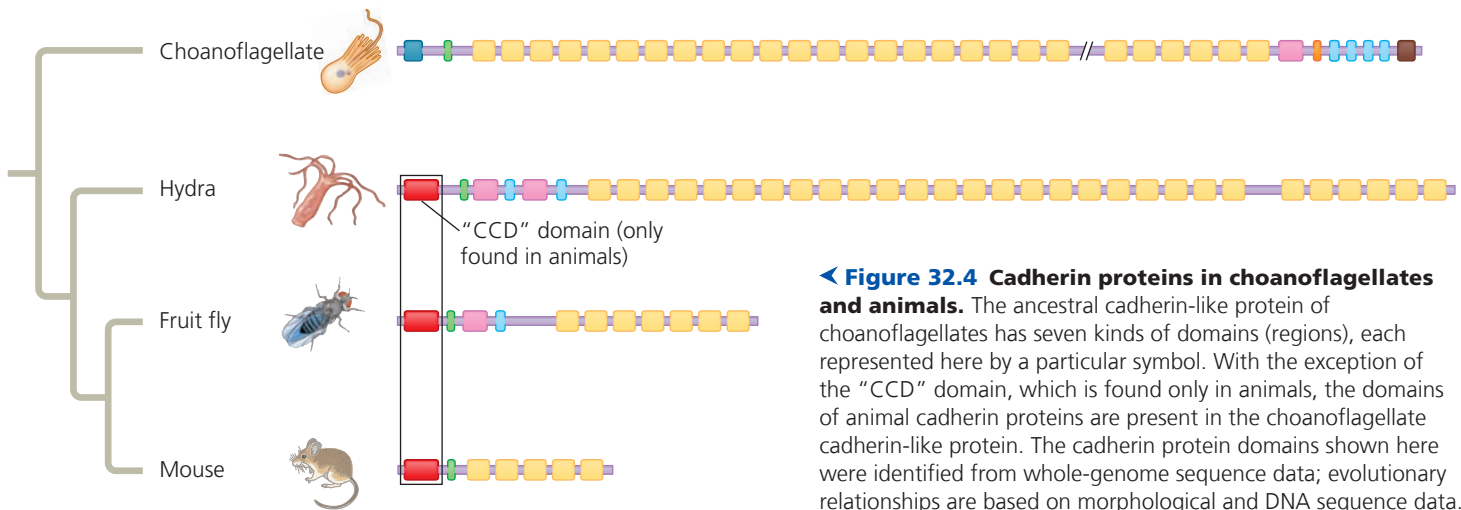 Choanoflagellate
Hydra
"CCD" domain (only
found in animals)
Fruit fly
Mouse
◄ Figure 32.4 Cadherin proteins in choanoflagellates
and animals. The ancestral cadherin-like protein of
choanoflagellates has seven kinds of domains (regions), each
represented here by a particular symbol. With the exception of
the "CCD" domain, which is found only in animals, the domains
of animal cadherin proteins are present in the choanoflagellate
cadherin-like protein. The cadherin protein domains shown here
were identified from whole-genome sequence data; evolutionary
relationships are based on morphological and DNA sequence data.